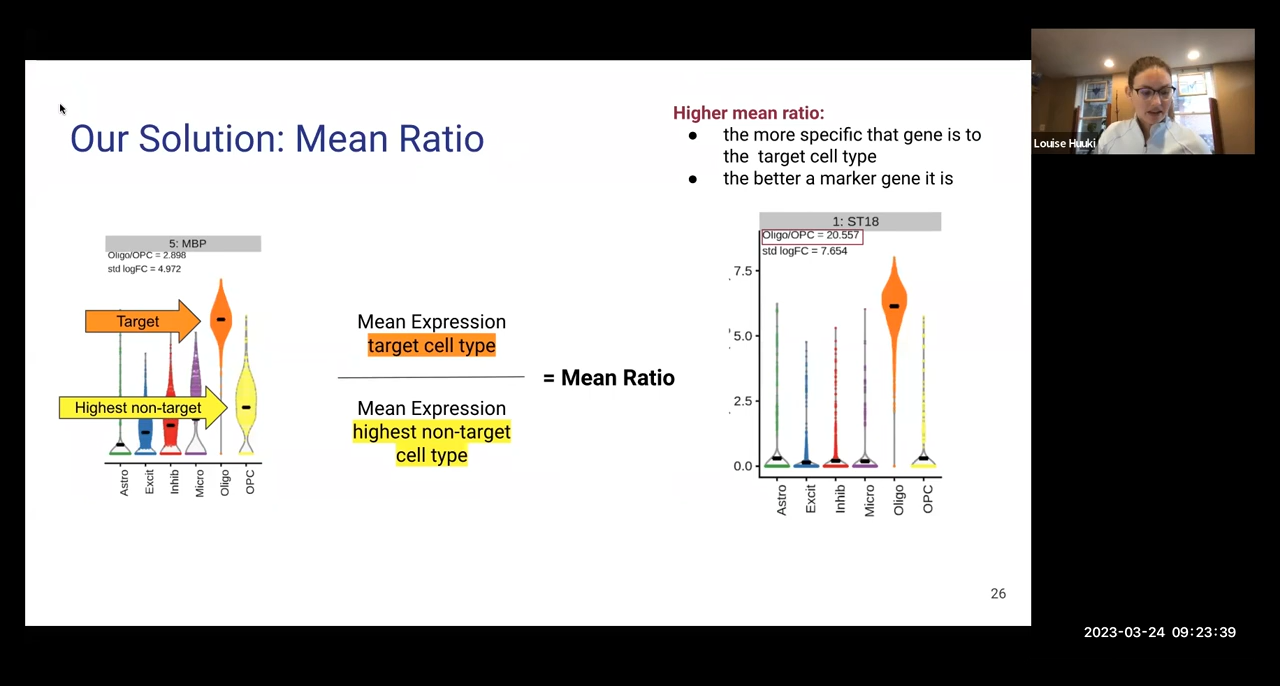 Our Solution: Mean Ratio
Higher mean ratio:
● the more specific that gene is to
the target cell type
● the better a marker gene it is
5: MBP
Oligo/OPC = 2.898
std logFC = 4.972
Target
Highest non-target
Astro
Excit
Inhib
Micro
Oligo
OPC
Mean Expression
target cell type
Mean Expression
highest non-target
cell type
= Mean Ratio
1: ST18
Oligo/OPC = 20.557
std logFC = 7.654
7.5
5.0
2.5
0.0
Astro
Excit
Inhib
Micro
Oligo
OPC
26
Louise Huuki
2023-03-24 09:23:39